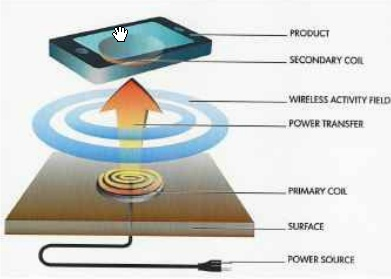 PRODUCT
SECONDARY COIL
WIRELESS ACTIVITY FIELD
POWER TRANSFER
PRIMARY COIL
SURFACE
POWER SOURCE